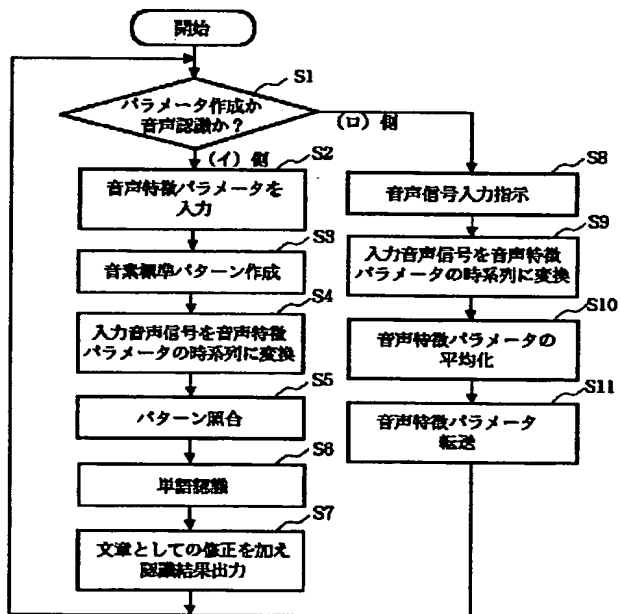 開始
S1
パラメータ作成か
音声認識か?
(イ)側
(ロ)側
S2
音声特徴パラメータを
入力
S3
音素標準パターン作成
S4
入力音声信号を音声特徴
パラメータの時系列に変換
S5
パターン照合
S6
単語認識
S7
文章としての修正を加え
認識結果出力
S8
音声信号入力指示
S9
入力音声信号を音声特徴
パラメータの時系列に変換
S10
音声特徴パラメータの
平均化
S11
音声特徴パラメータ
転送